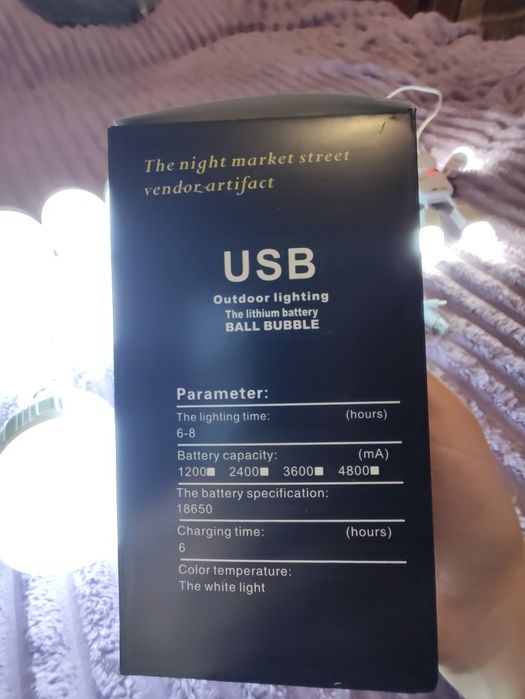 The night market street
vendor artifact
USB
Outdoor lighting
The lithium battery
BALL BUBBLE
Parameter:
The lighting time: (hours)
6-8
Battery capacity: (mA)
1200■ 2400■ 3600■ 4800■
The battery specification:
18650
Charging time: (hours)
6
Color temperature:
The white light